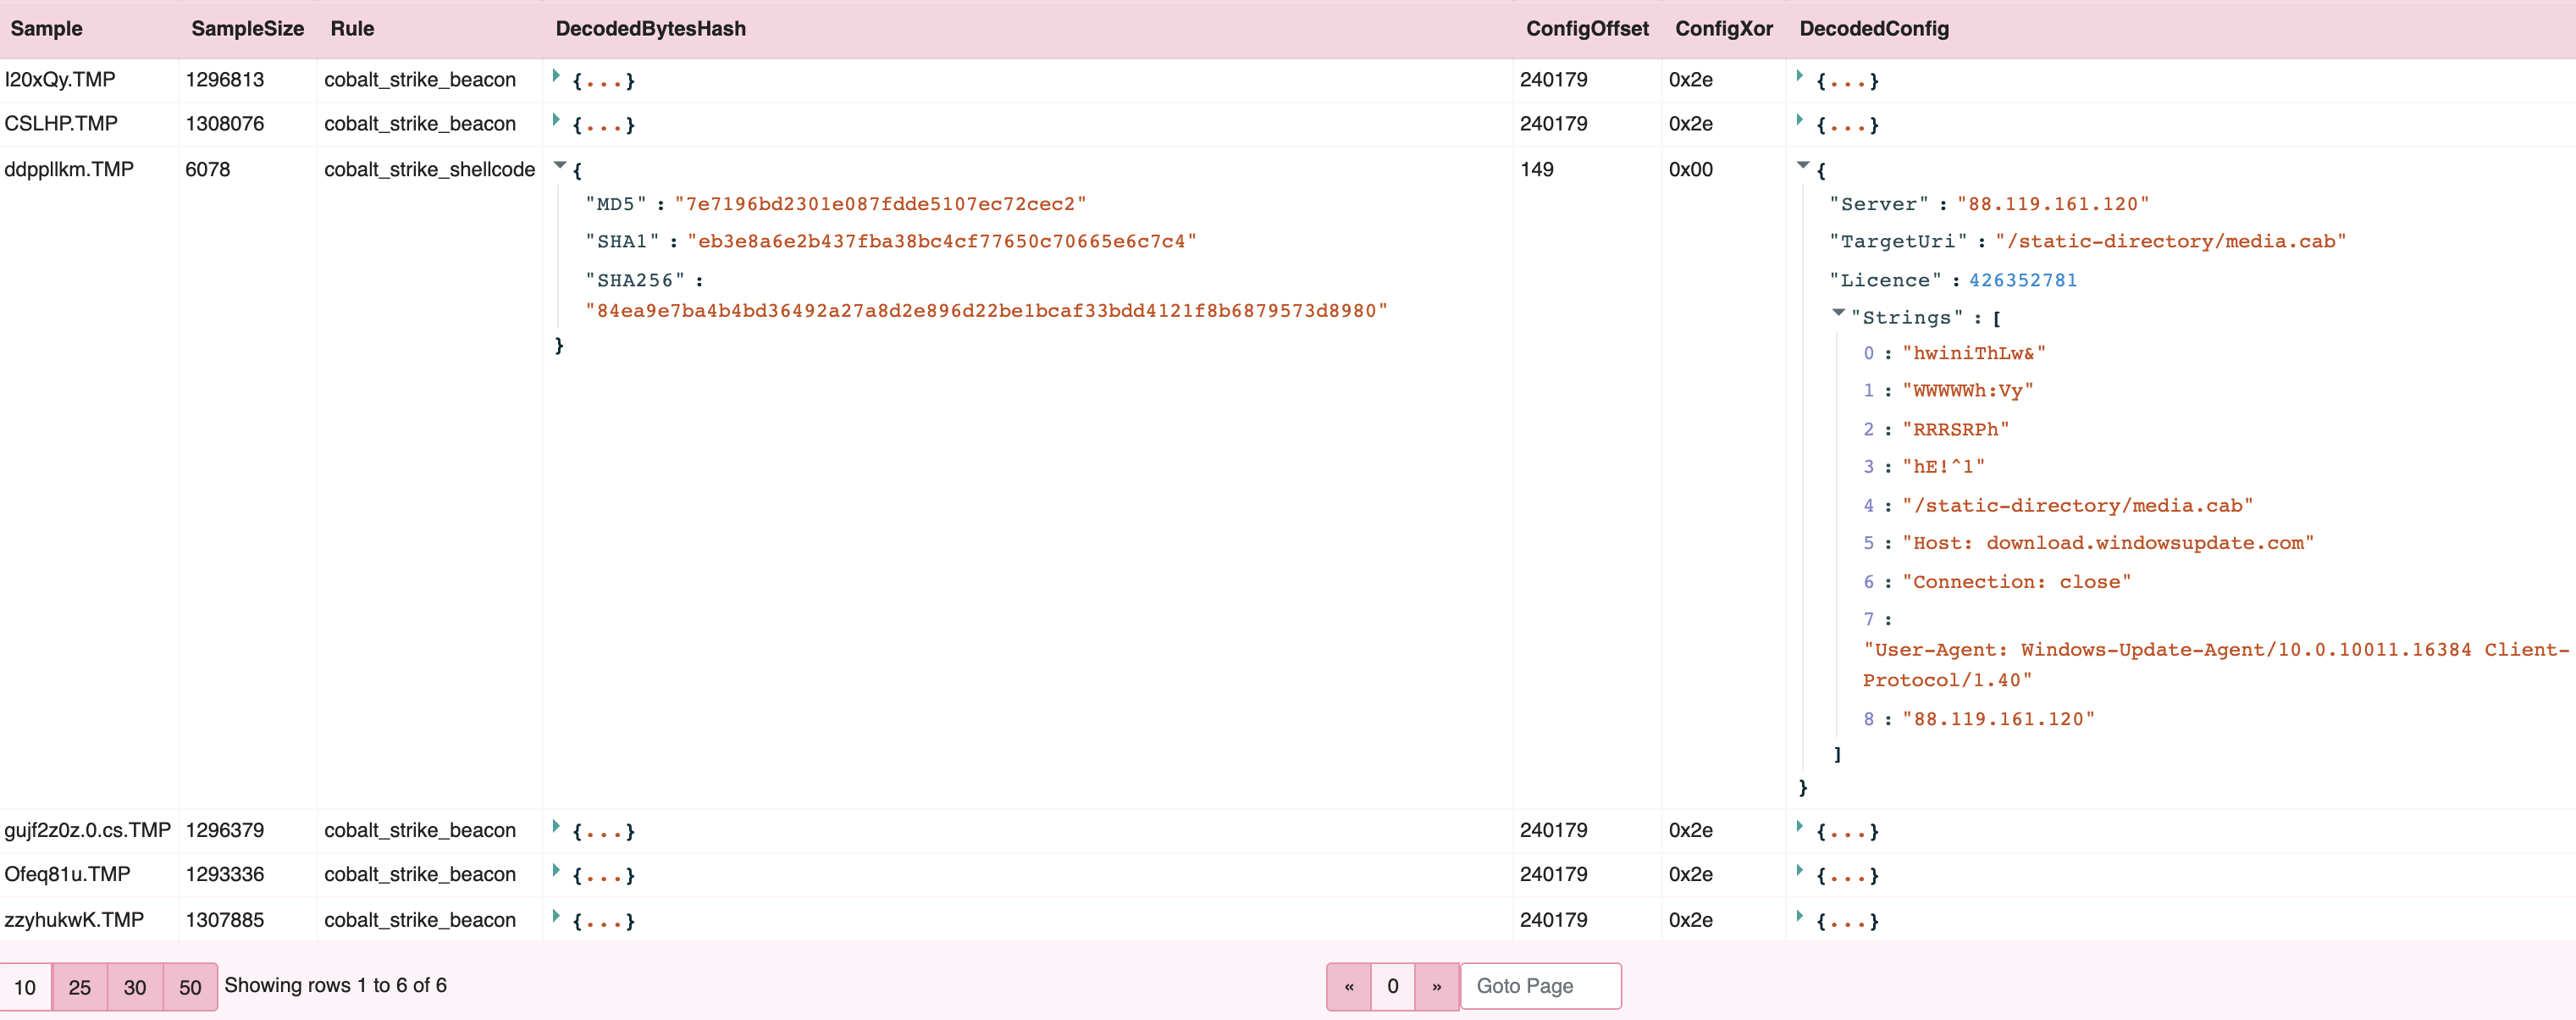 Sample SampleSize Rule DecodedBytesHash ConfigOffset ConfigXor DecodedConfig
I20xQy.TMP 1296813 cobalt_strike_beacon {...} 240179 0x2e {...}
CSLHP.TMP 1308076 cobalt_strike_beacon {...} 240179 0x2e {...}
ddppllkm.TMP 6078 cobalt_strike_shellcode { 149 0x00 {
"MD5" : "7e7196bd2301e087fdde5107ec72cec2" "Server" : "88.119.161.120"
"SHA1" : "eb3e8a6e2b437fba38bc4cf77650c70665e6c7c4" "TargetUri" : "/static-directory/media.cab"
"SHA256" : "Licence" : 426352781
"84ea9e7ba4b4bd36492a27a8d2e896d22be1bcaf33bdd4121f8b6879573d8980" "Strings" : [
} 0 : "hwiniThLw&"
1 : "WWWWWh:Vy"
2 : "RRRSRPh"
3 : "hE!^1"
4 : "/static-directory/media.cab"
5 : "Host: download.windowsupdate.com"
6 : "Connection: close"
7 :
"User-Agent: Windows-Update-Agent/10.0.10011.16384 Client-
Protocol/1.40"
8 : "88.119.161.120"
]
}
gujf2z0z.0.cs.TMP 1296379 cobalt_strike_beacon {...} 240179 0x2e {...}
Ofeq81u.TMP 1293336 cobalt_strike_beacon {...} 240179 0x2e {...}
zzyhukwK.TMP 1307885 cobalt_strike_beacon {...} 240179 0x2e {...}
10 25 30 50 Showing rows 1 to 6 of 6 « 0 » Goto Page